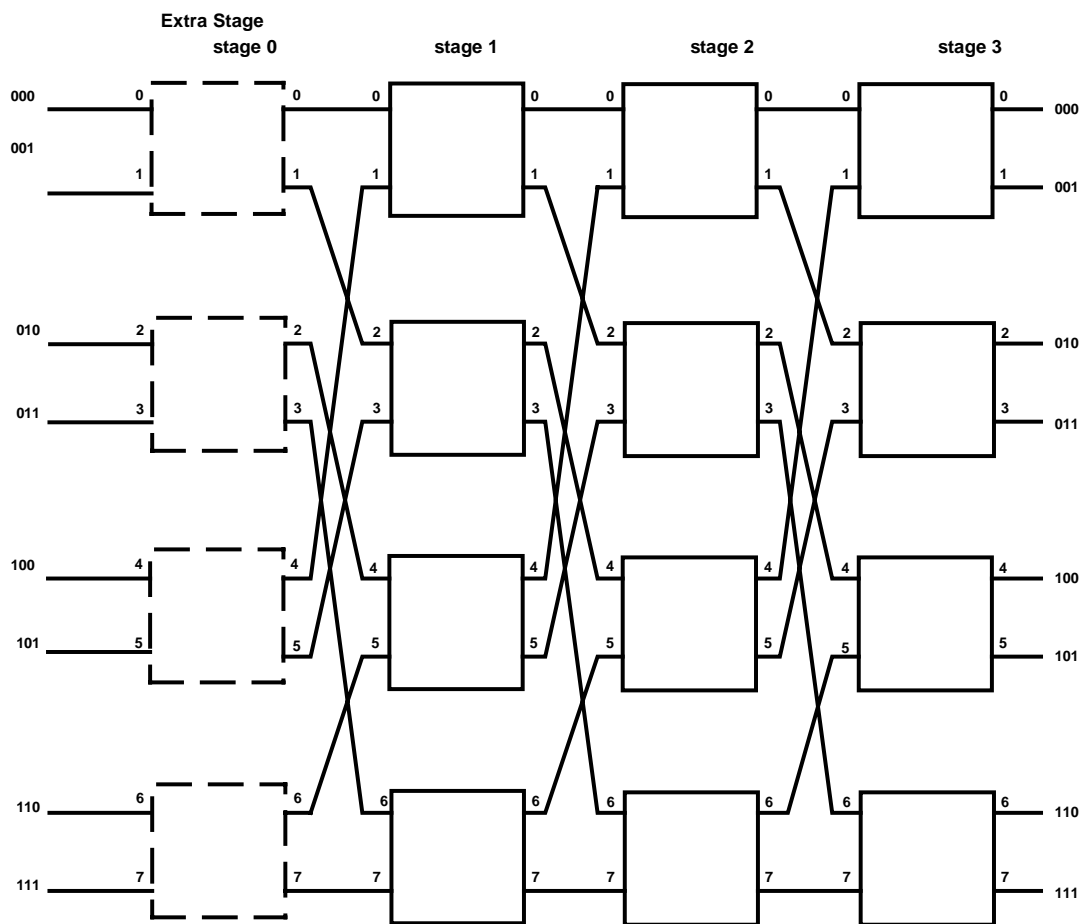 Extra Stage
stage 0 stage 1 stage 2 stage 3
000 0 0 0 0 0 0 0 0 000
001
1 1 1 1 1 1 1 1 001
010 2 2 2 2 2 2 2 2 010
011 3 3 3 3 3 3 3 3 011
100 4 4 4 4 4 4 4 4 100
101 5 5 5 5 5 5 5 5 101
110 6 6 6 6 6 6 6 6 110
111 7 7 7 7 7 7 7 7 111